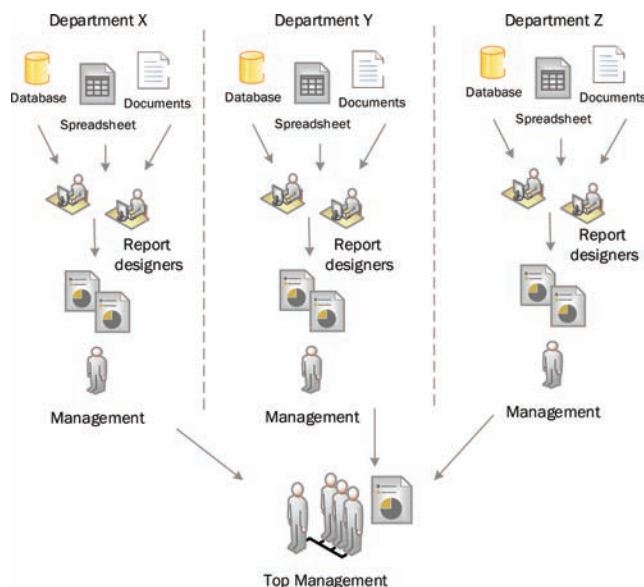 Department X
Department Y
Department Z
Database
Documents
Spreadsheet
Database
Documents
Spreadsheet
Database
Documents
Spreadsheet
Report
designers
Report
designers
Report
designers
Management
Management
Management
Top Management